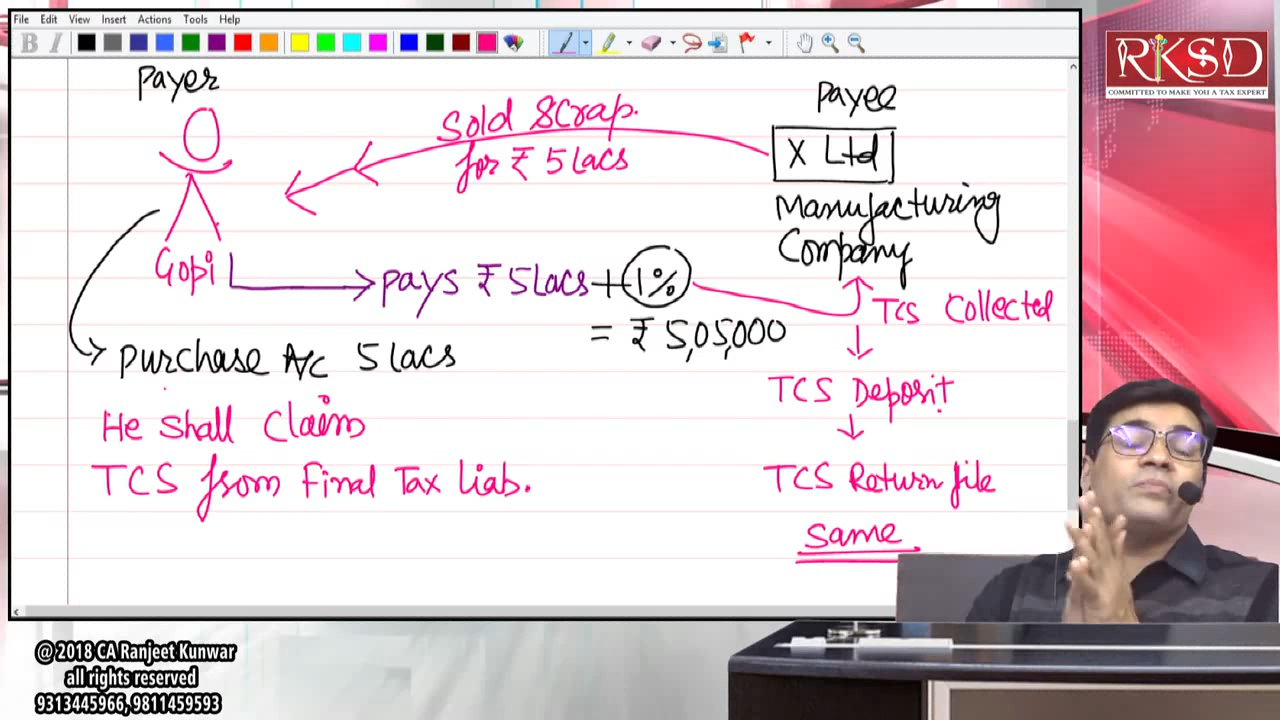 File Edit View Insert Actions Tools Help
B I
RKSD
COMMITTED TO MAKE YOU A TAX EXPERT
Payer
Payee
Sold Scrap
for ₹ 5 lacs
X Ltd
Manufacturing
Company
Gopi
Pays ₹ 5 lacs + 1%
= ₹ 5,05,000
TCS Collected
Purchase A/c 5 lacs
TCS Deposit
He shall claim
TCS from Final Tax Liab.
TCS Return file
Same
@ 2018 CA Ranjeet Kunwar
all rights reserved
9313445966, 9811459593